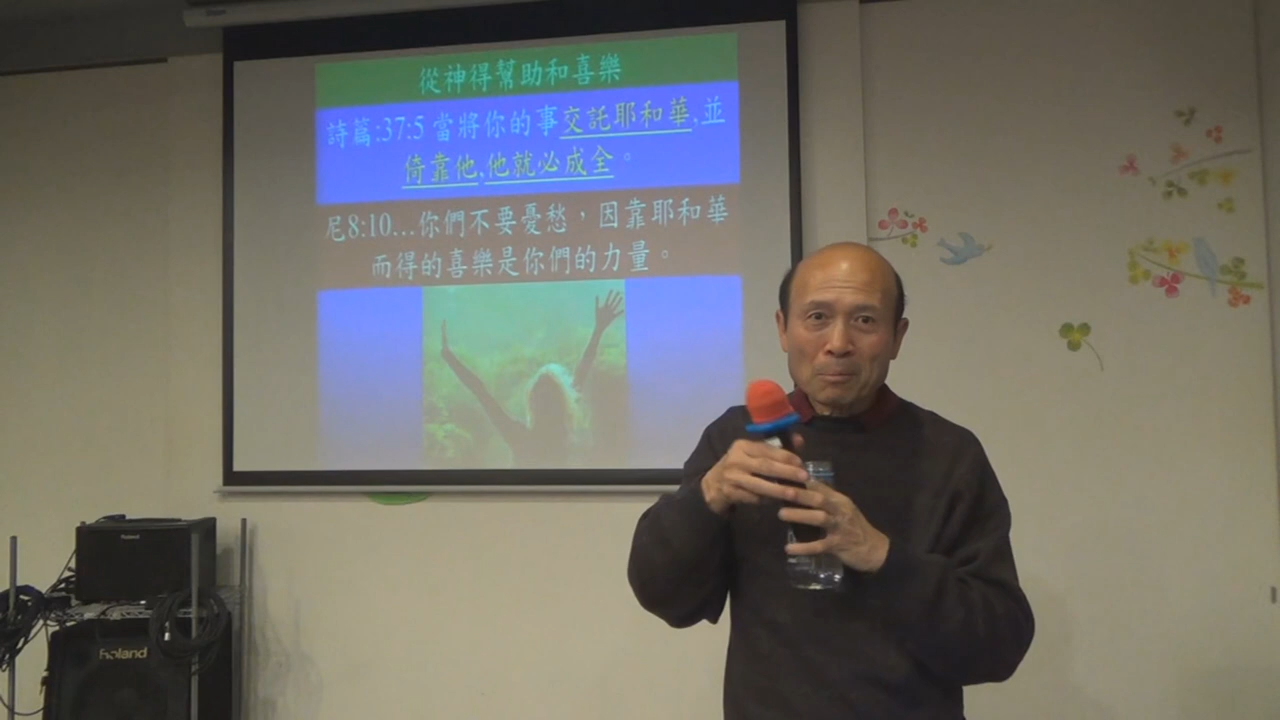 從神得幫助和喜樂
詩篇:37:5 當將你的事交託耶和華,並
倚靠他,他就必成全。
尼8:10…你們不要憂愁，因靠耶和華
而得的喜樂是你們的力量。
Roland
Roland